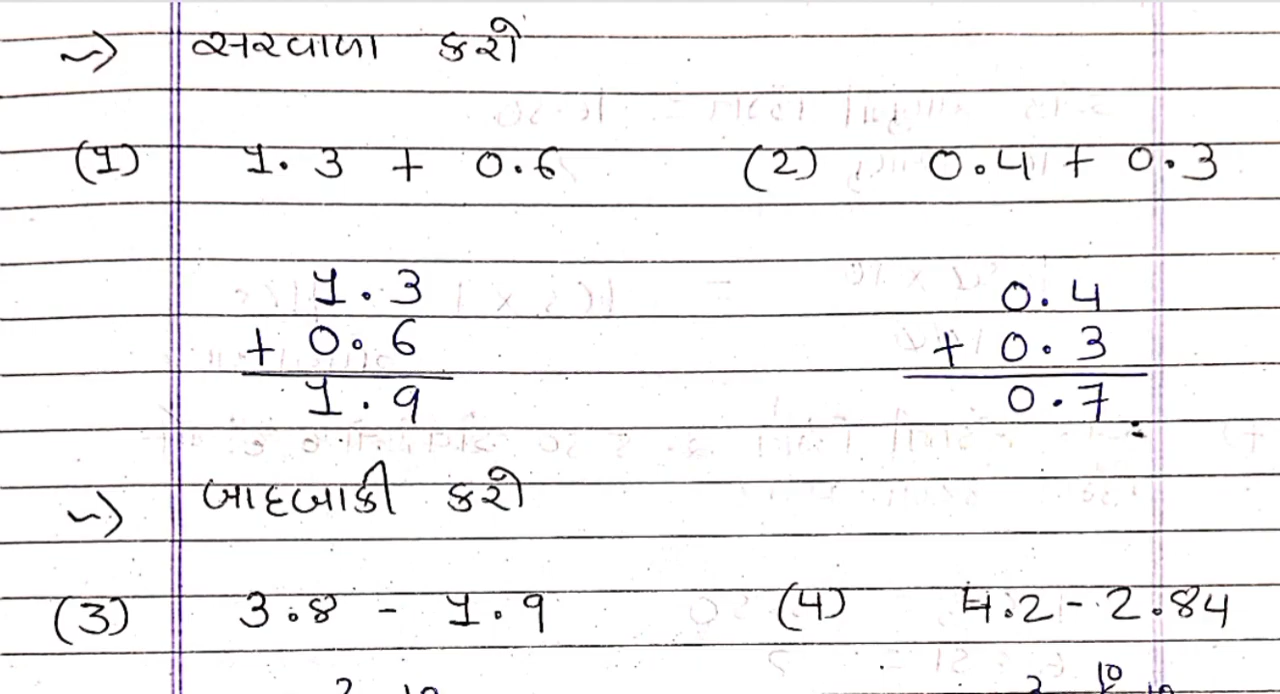 ~> સરવાળા કરો
(1) 1.3 + 0.6 (2) 0.4 + 0.3
1.3 0.4
+ 0.6 + 0.3
1.9 0.7
~> બાદબાકી કરો
(3) 3.8 - 1.9 (4) 4.2 - 2.84